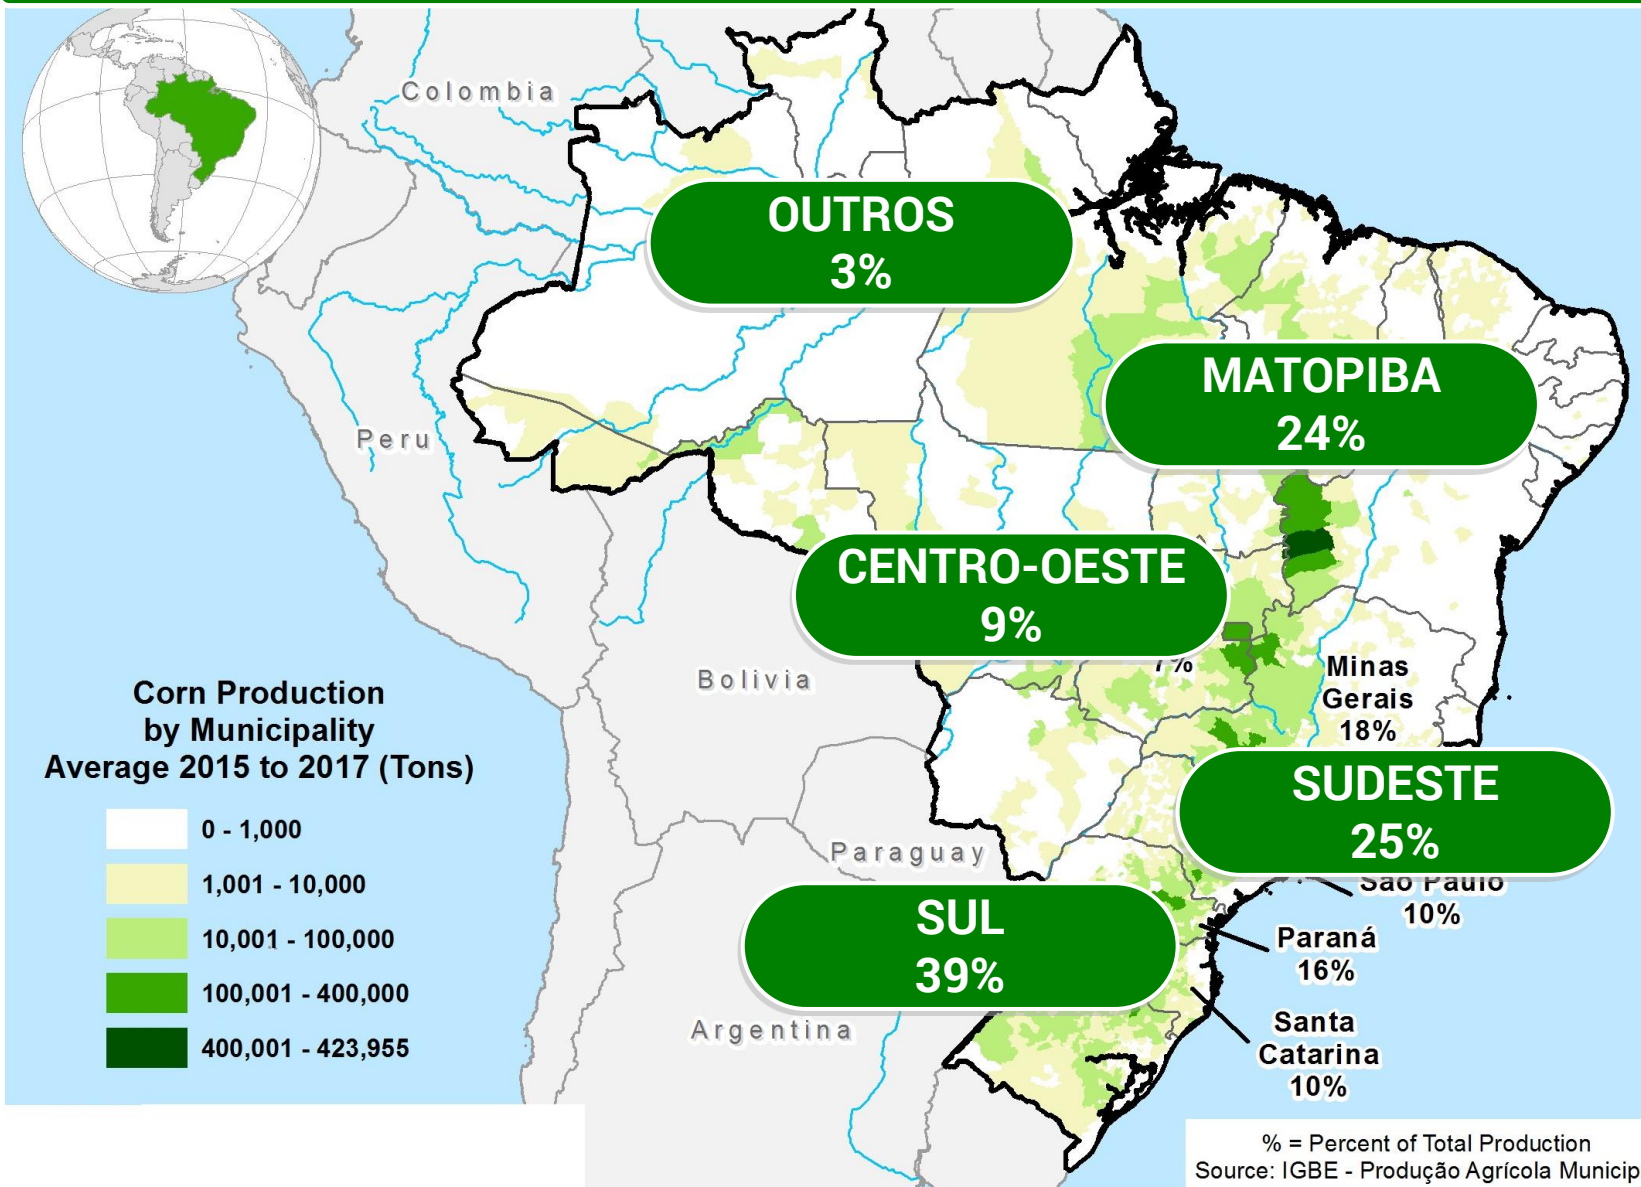 Colombia
OUTROS
3%
MATOPIBA
24%
Peru
CENTRO-OESTE
9%
7%
Bolivia
Minas
Gerais
18%
Corn Production
by Municipality
Average 2015 to 2017 (Tons)
0 - 1,000
1,001 - 10,000
10,001 - 100,000
100,001 - 400,000
400,001 - 423,955
SUDESTE
25%
Paraguay
São Paulo
10%
SUL
39%
Paraná
16%
Argentina
Santa
Catarina
10%
% = Percent of Total Production
Source: IGBE - Produção Agrícola Municip